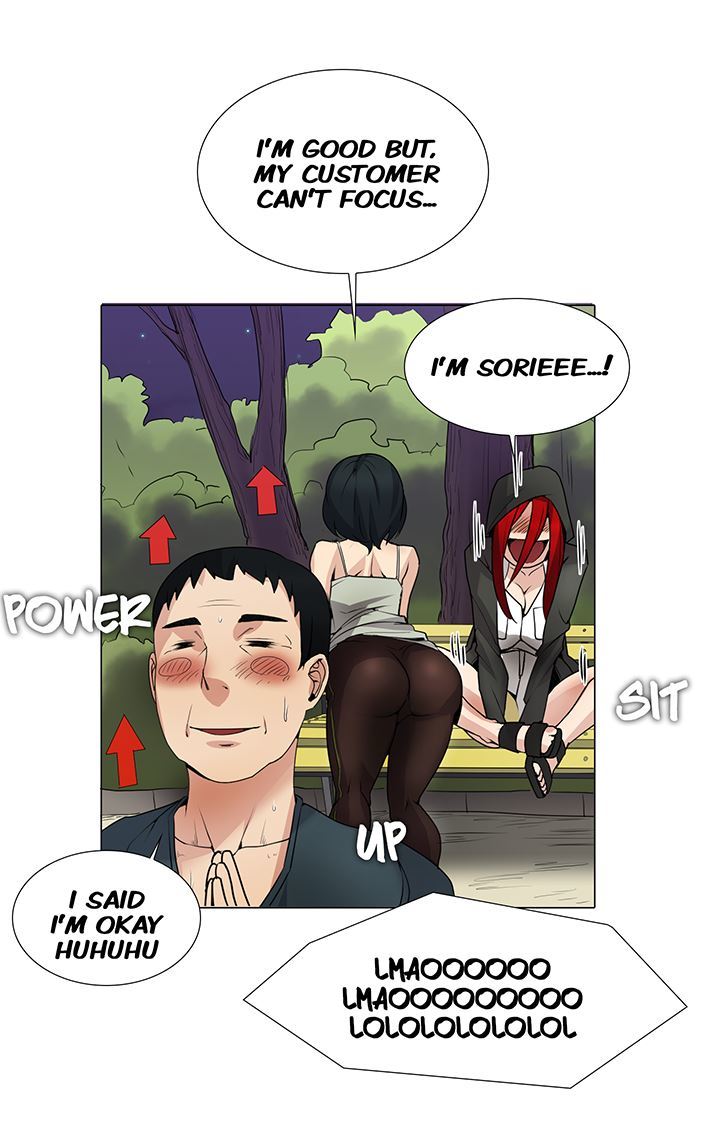 I'M GOOD BUT,
MY CUSTOMER
CAN'T FOCUS...
I'M SORIEEE...!
POWER
SIT
UP
I SAID
I'M OKAY
HUHUHU
LMAOOOOOO
LMAOOOOOOOOO
LOLOLOLOLOLOL